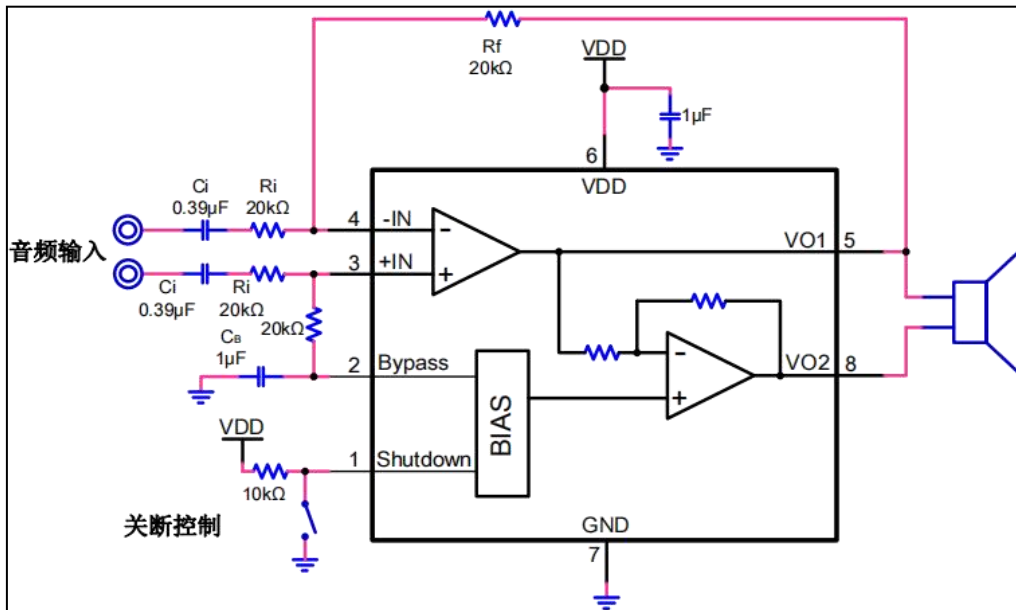 Rf
20kΩ
VDD
1μF
6
VDD
Ci
0.39μF
Ri
20kΩ
4
-IN
-
VO1
5
音频输入
3
+IN
+
Ci
0.39μF
Ri
20kΩ
20kΩ
CB
1μF
2
Bypass
-
+
VO2
8
BIAS
VDD
1
Shutdown
10kΩ
关断控制
GND
7